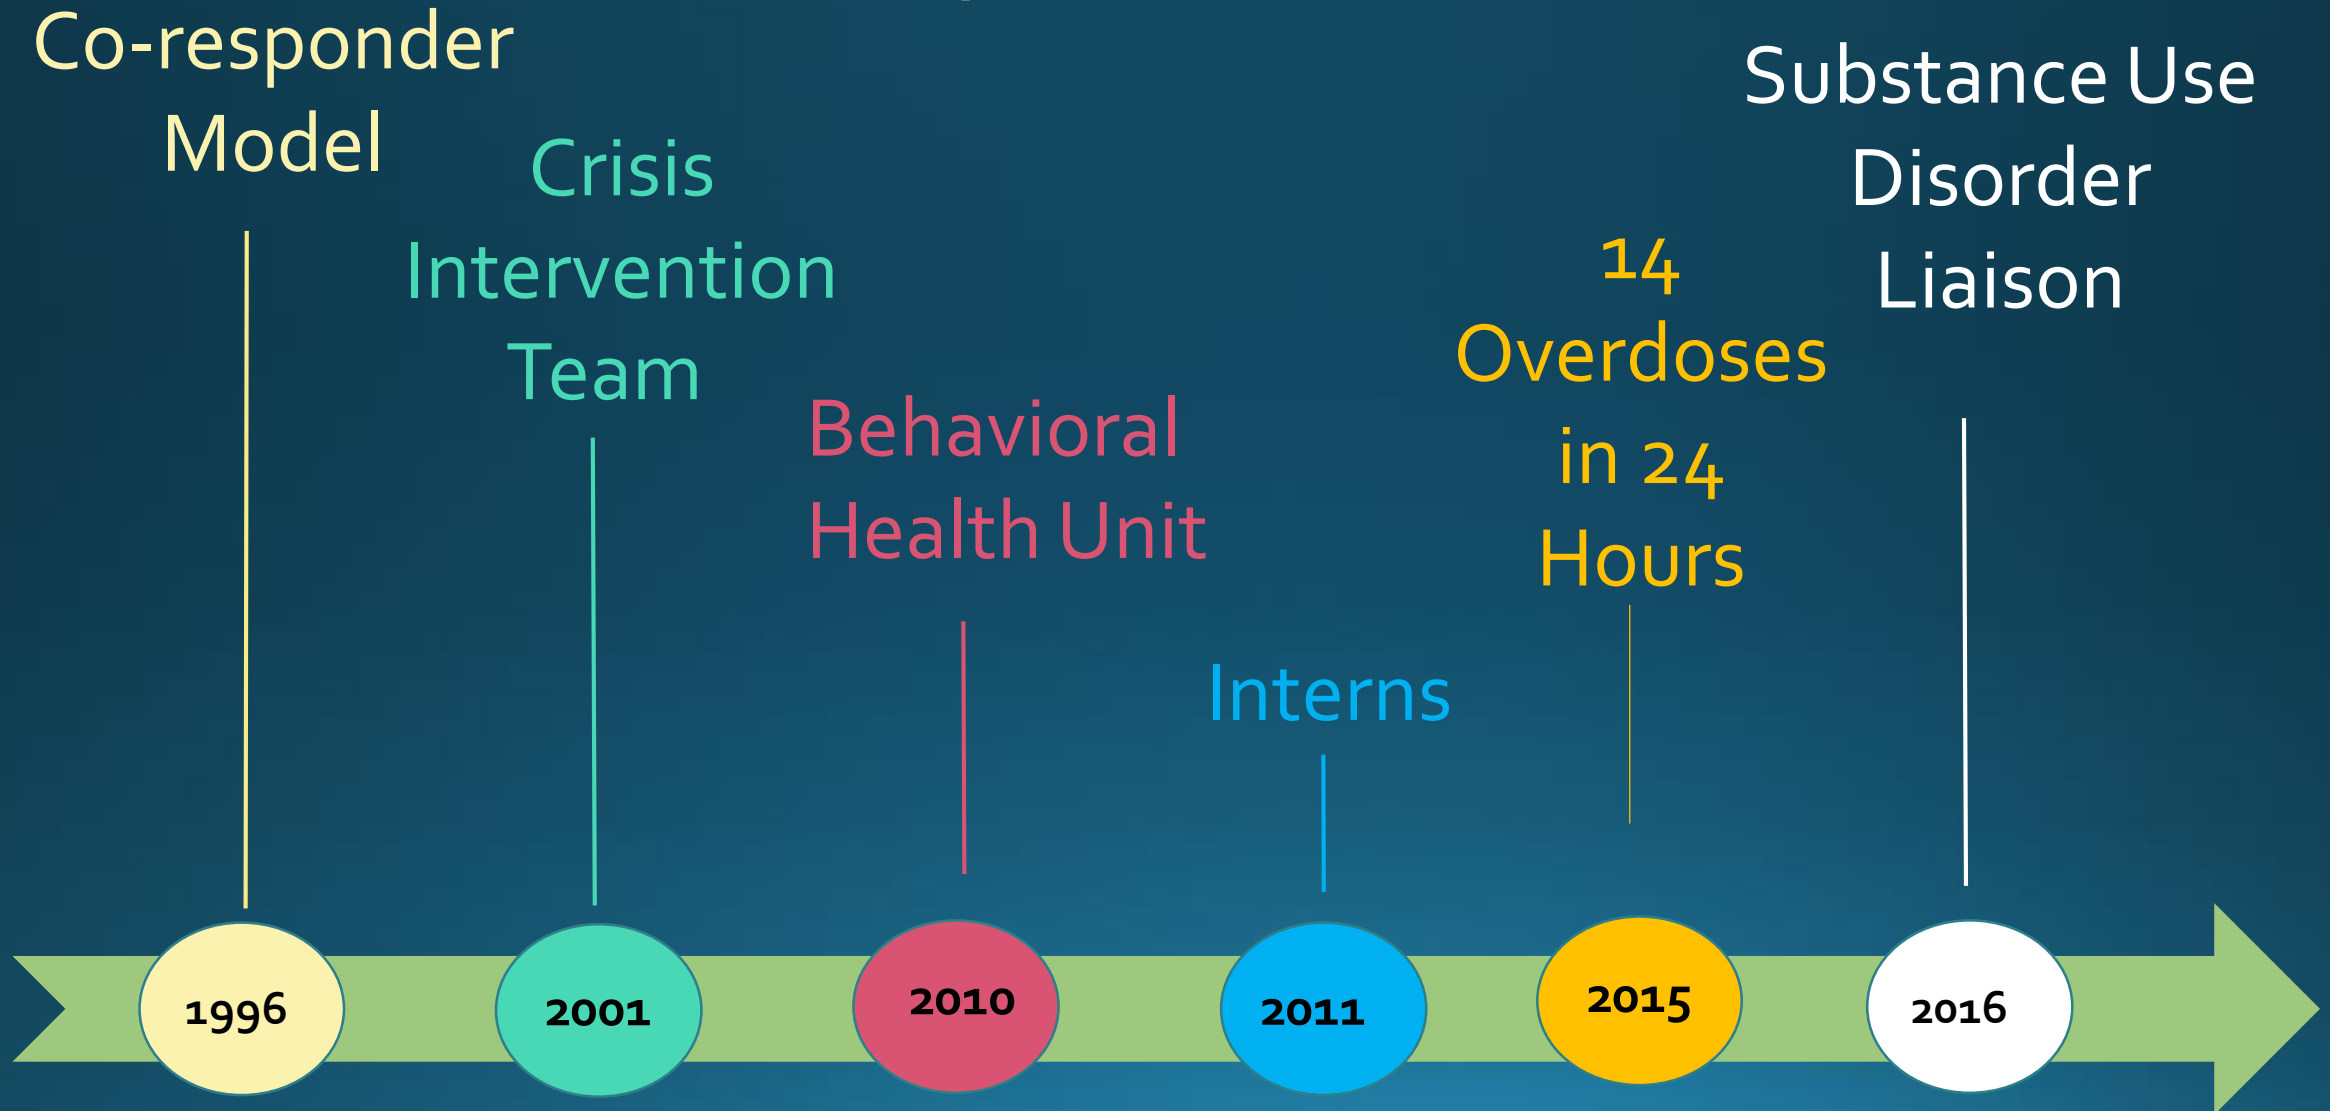 Co-responder
Model
Crisis
Intervention
Team
Behavioral
Health Unit
Interns
14
Overdoses
in 24
Hours
Substance Use
Disorder
Liaison
1996
2001
2010
2011
2015
2016